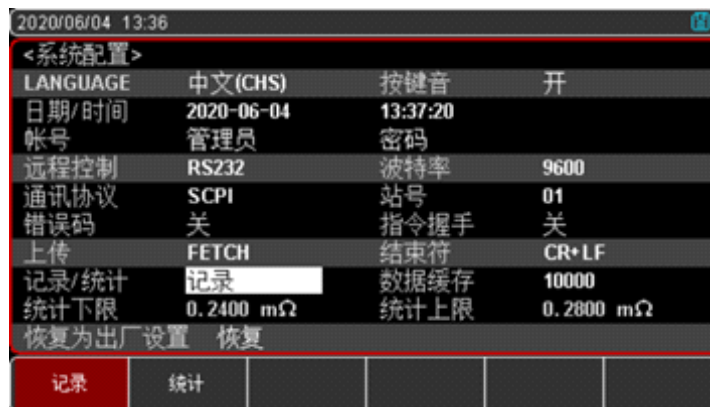 2020/06/04 13:36
<系统配置>
LANGUAGE 中文(CHS) 按键音 开
日期/时间 2020-06-04 13:37:20
帐号 管理员 密码
远程控制 RS232 波特率 9600
通讯协议 SCPI 站号 01
错误码 关 指令握手 关
上传 FETCH 结束符 CR+LF
记录/统计 记录 数据缓存 10000
统计下限 0.2400 mΩ 统计上限 0.2800 mΩ
恢复为出厂设置 恢复
记录 统计